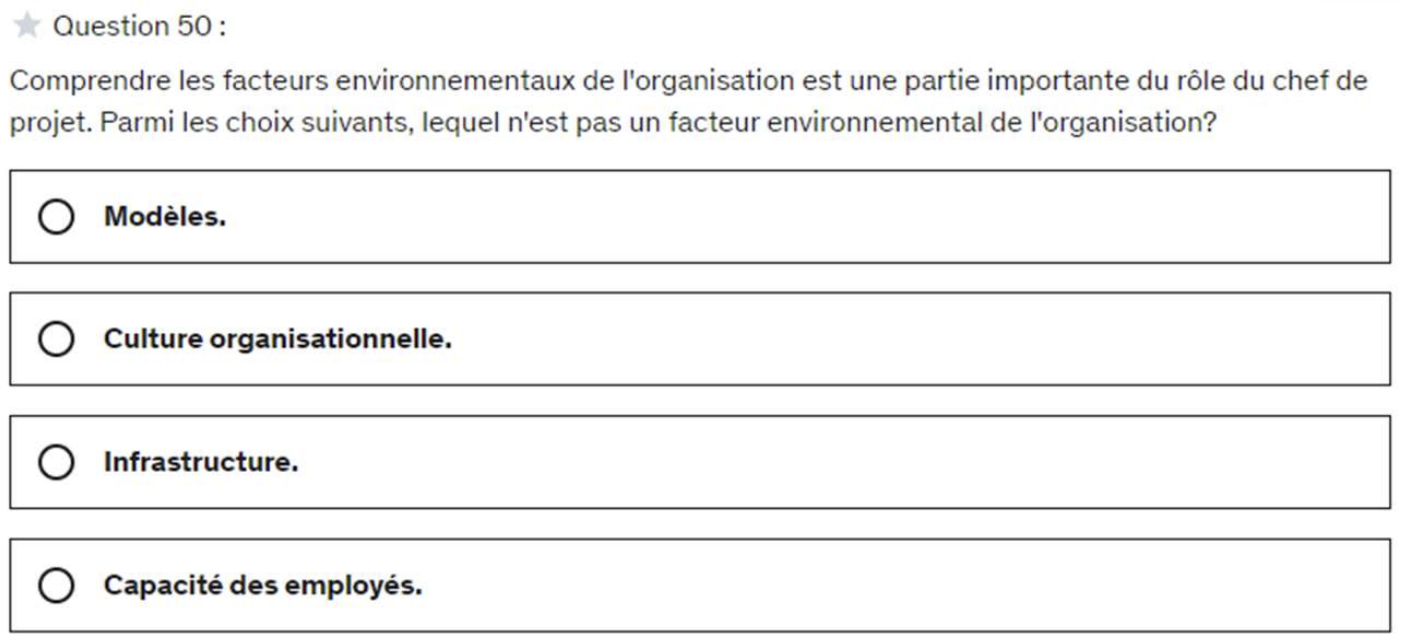 Question 50 :
Comprendre les facteurs environnementaux de l'organisation est une partie importante du rôle du chef de
projet. Parmi les choix suivants, lequel n'est pas un facteur environnemental de l'organisation?
Modèles.
Culture organisationnelle.
Infrastructure.
Capacité des employés.